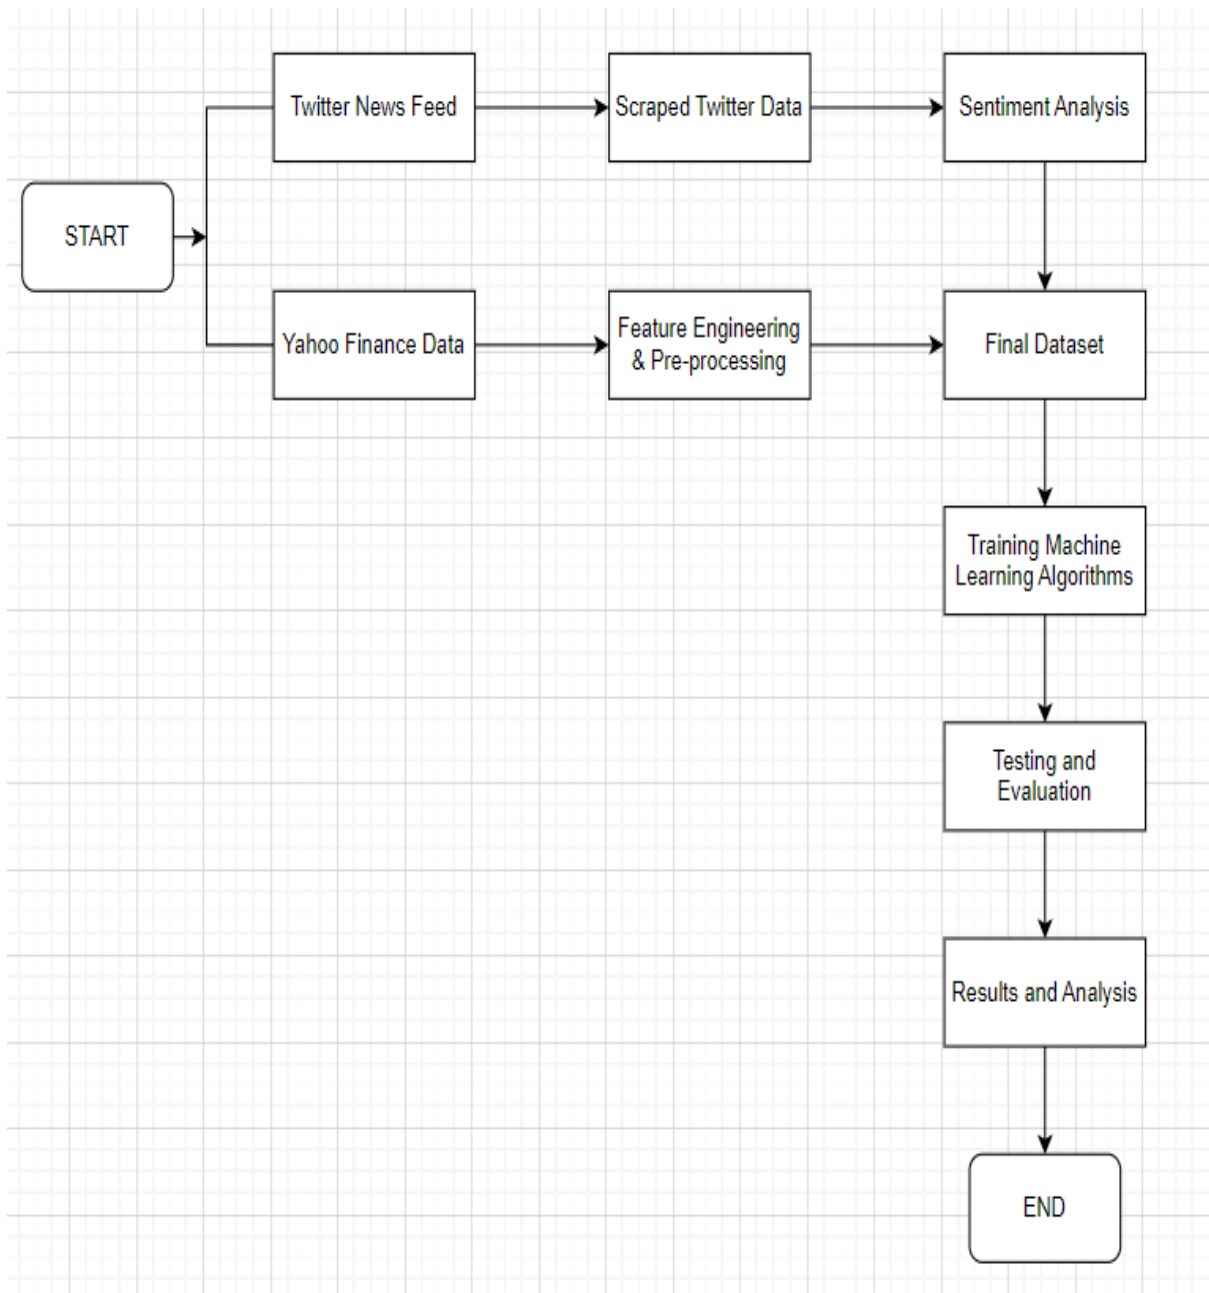 Twitter News Feed
Scraped Twitter Data
Sentiment Analysis
START
Yahoo Finance Data
Feature Engineering
& Pre-processing
Final Dataset
Training Machine
Learning Algorithms
Testing and
Evaluation
Results and Analysis
END